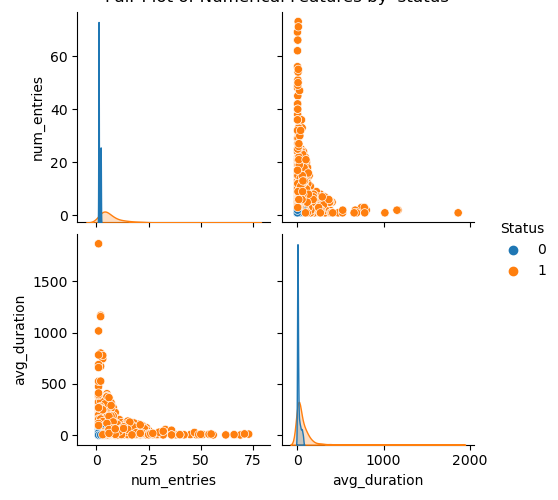 Pair Plot of Numerical Features by 'status'
num_entries
60
40
20
0
Status
0
1
avg_duration
1500
1000
500
0
0 25 50 75
num_entries
0 1000 2000
avg_duration